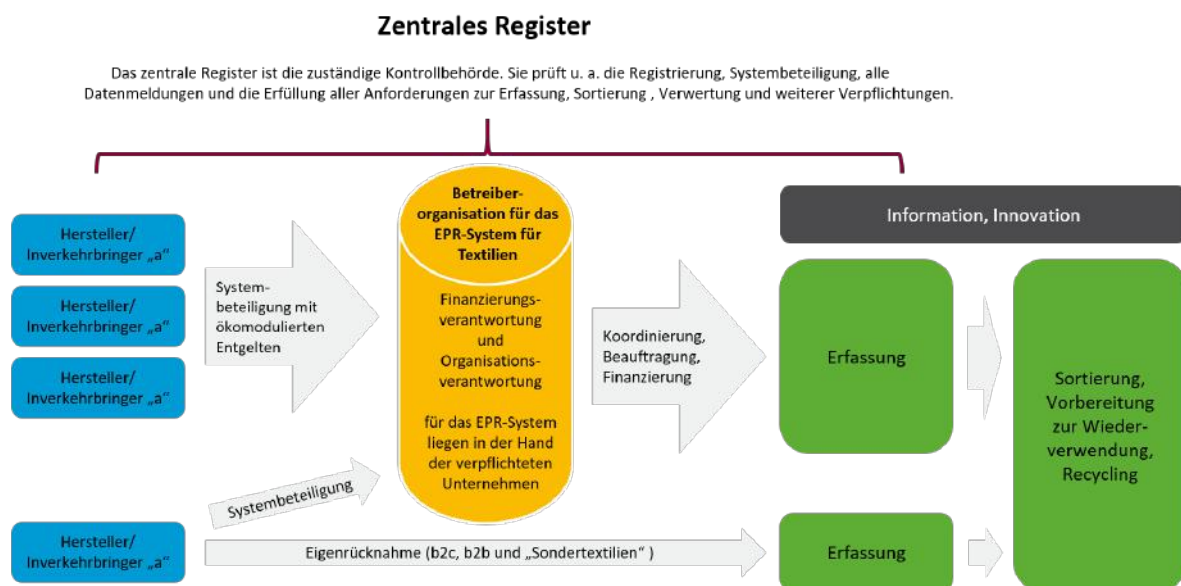 Zentrales Register
Das zentrale Register ist die zuständige Kontrollbehörde. Sie prüft u. a. die Registrierung, Systembeteiligung, alle
Datenmeldungen und die Erfüllung aller Anforderungen zur Erfassung, Sortierung , Verwertung und weiterer Verpflichtungen.
Hersteller/
Inverkehrbringer „a“
Hersteller/
Inverkehrbringer „a“
Hersteller/
Inverkehrbringer „a“
System-
beteiligung mit
ökomodulierten
Entgelten
Betreiber-
organisation für das
EPR-System für
Textilien
Finanzierungs-
verantwortung
und
Organisations-
verantwortung
für das EPR-System
liegen in der Hand
der verpflichteten
Unternehmen
Koordinierung,
Beauftragung,
Finanzierung
Information, Innovation
Erfassung
Sortierung,
Vorbereitung
zur Wieder-
verwendung,
Recycling
Systembeteiligung
Hersteller/
Inverkehrbringer „a“
Eigenrücknahme (b2c, b2b und „Sondertextilien“ )
Erfassung